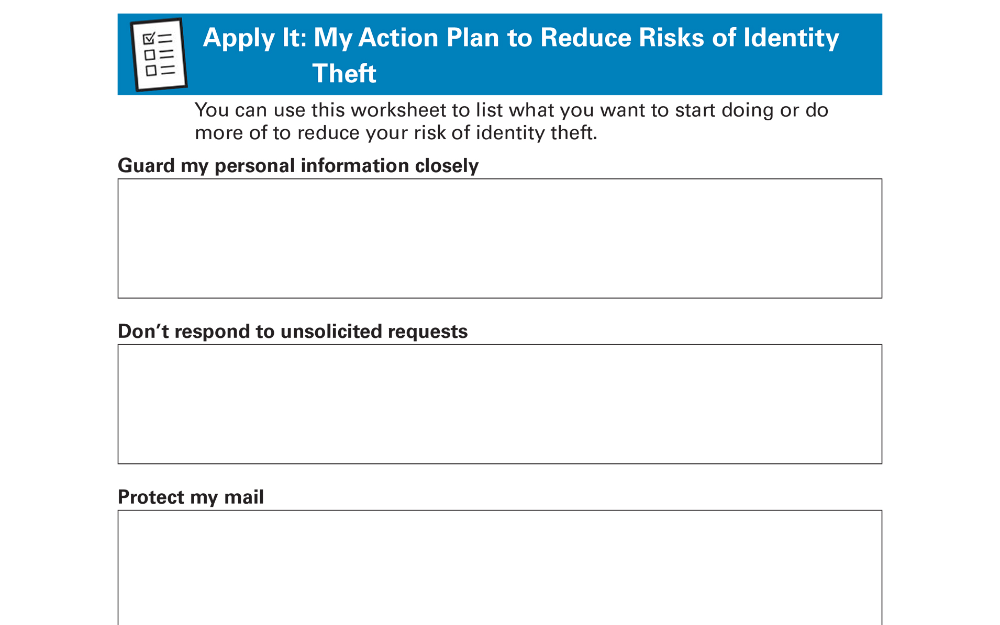 Apply It: My Action Plan to Reduce Risks of Identity
Theft
You can use this worksheet to list what you want to start doing or do
more of to reduce your risk of identity theft.
Guard my personal information closely
Don’t respond to unsolicited requests
Protect my mail